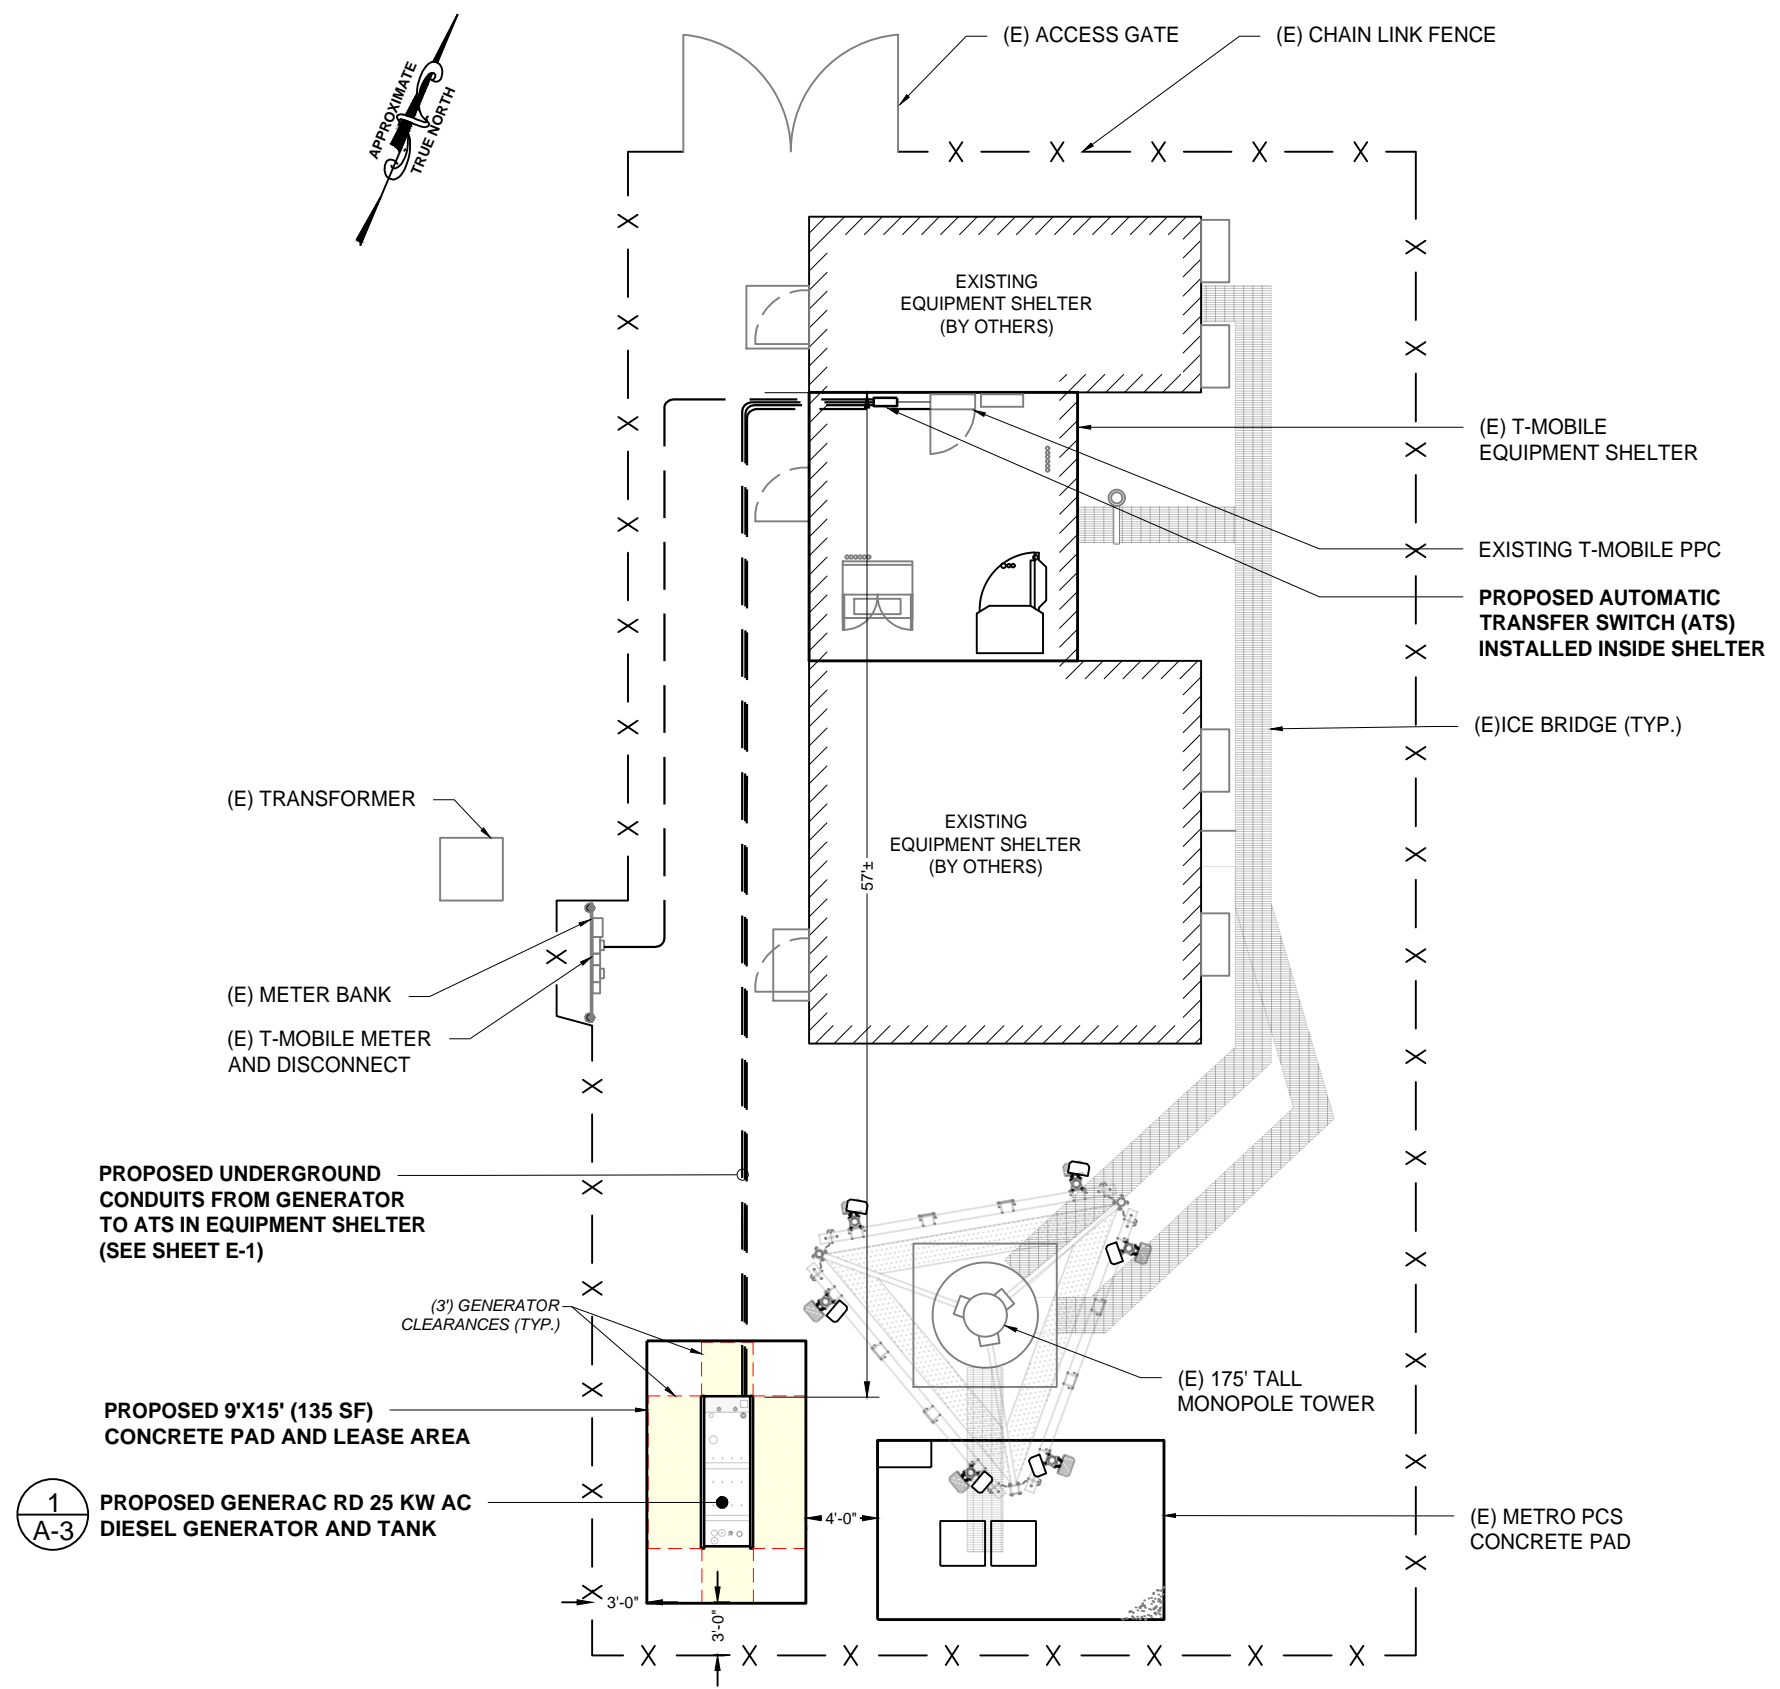 (E) ACCESS GATE
(E) CHAIN LINK FENCE
APPROXIMATE
TRUE NORTH
EXISTING
EQUIPMENT SHELTER
(BY OTHERS)
(E) T-MOBILE
EQUIPMENT SHELTER
EXISTING T-MOBILE PPC
PROPOSED AUTOMATIC
TRANSFER SWITCH (ATS)
INSTALLED INSIDE SHELTER
(E)ICE BRIDGE (TYP.)
(E) TRANSFORMER
EXISTING
EQUIPMENT SHELTER
(BY OTHERS)
57'±
(E) METER BANK
(E) T-MOBILE METER
AND DISCONNECT
PROPOSED UNDERGROUND
CONDUITS FROM GENERATOR
TO ATS IN EQUIPMENT SHELTER
(SEE SHEET E-1)
(3') GENERATOR
CLEARANCES (TYP.)
(E) 175' TALL
MONOPOLE TOWER
PROPOSED 9'X15' (135 SF)
CONCRETE PAD AND LEASE AREA
1
A-3
PROPOSED GENERAC RD 25 KW AC
DIESEL GENERATOR AND TANK
4'-0"
(E) METRO PCS
CONCRETE PAD
3'-0"
3'-0"